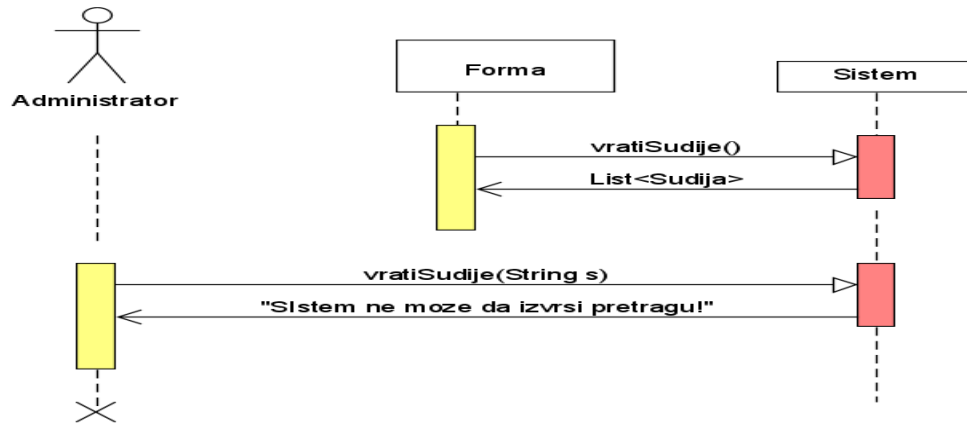 Forma
Sistem
Administrator
vratiSudije()
List<Sudija>
vratiSudije(String s)
"SIstem ne moze da izvrsi pretragu!"